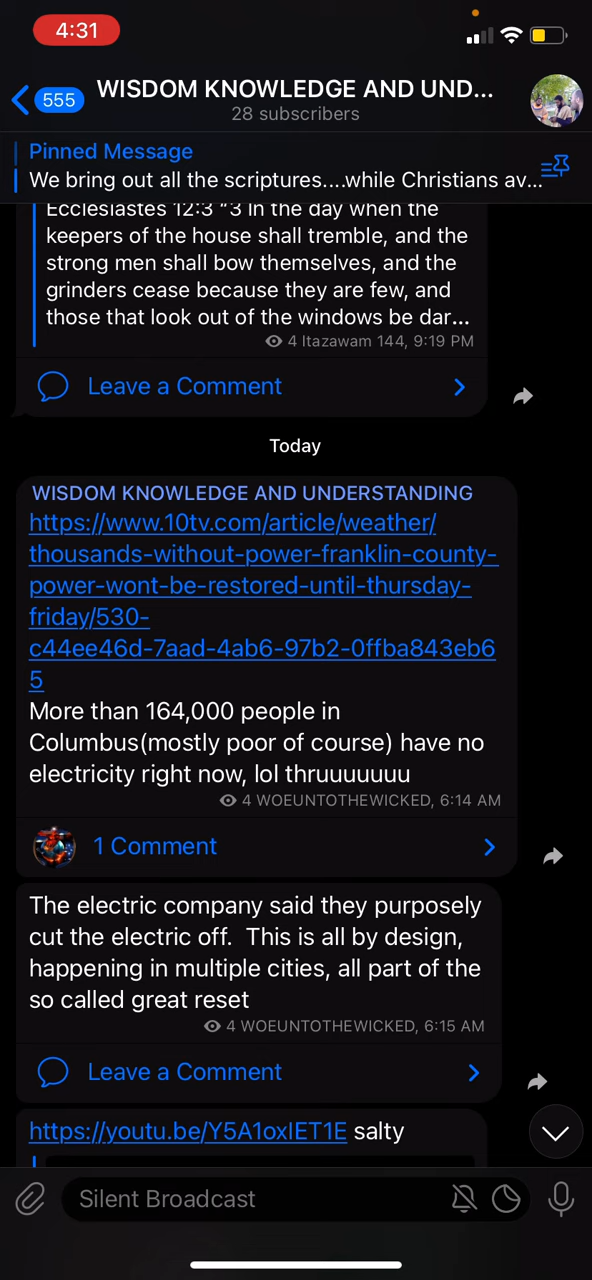 4:31
555
WISDOM KNOWLEDGE AND UND...
28 subscribers
Pinned Message
We bring out all the scriptures....while Christians av...
Ecclesiastes 12:3 "3 in the day when the
keepers of the house shall tremble, and the
strong men shall bow themselves, and the
grinders cease because they are few, and
those that look out of the windows be dar...
4 Itazawam 144, 9:19 PM
Leave a Comment
Today
WISDOM KNOWLEDGE AND UNDERSTANDING
https://www.10tv.com/article/weather/
thousands-without-power-franklin-county-
power-wont-be-restored-until-thursday-
friday/530-
c44ee46d-7aad-4ab6-97b2-0ffba843eb6
5
More than 164,000 people in
Columbus(mostly poor of course) have no
electricity right now, lol thruuuuuuu
4 WOEUNTOTHEWICKED, 6:14 AM
1 Comment
The electric company said they purposely
cut the electric off.  This is all by design,
happening in multiple cities, all part of the
so called great reset
4 WOEUNTOTHEWICKED, 6:15 AM
Leave a Comment
https://youtu.be/Y5A1oxIET1E salty
Silent Broadcast